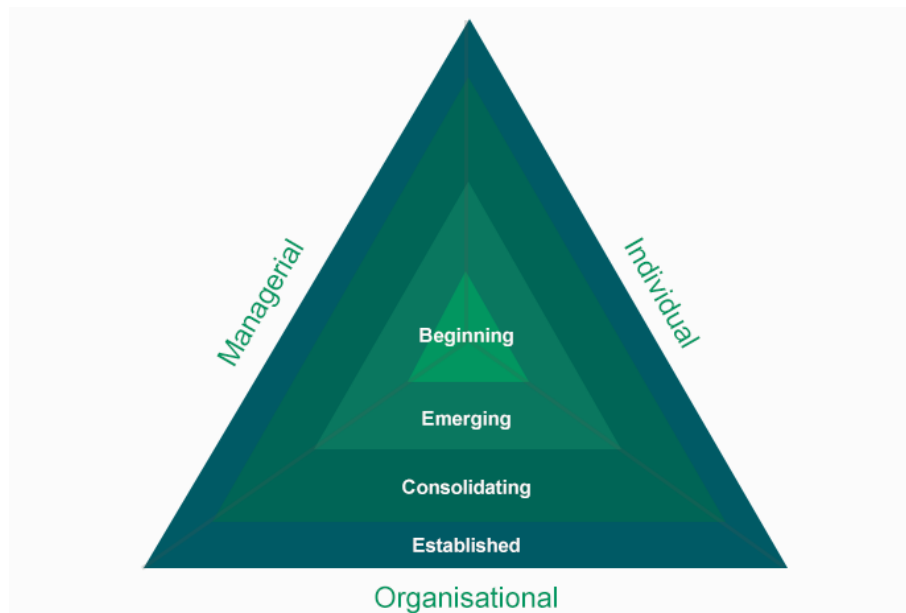 Managerial
Individual
Beginning
Emerging
Consolidating
Established
Organisational